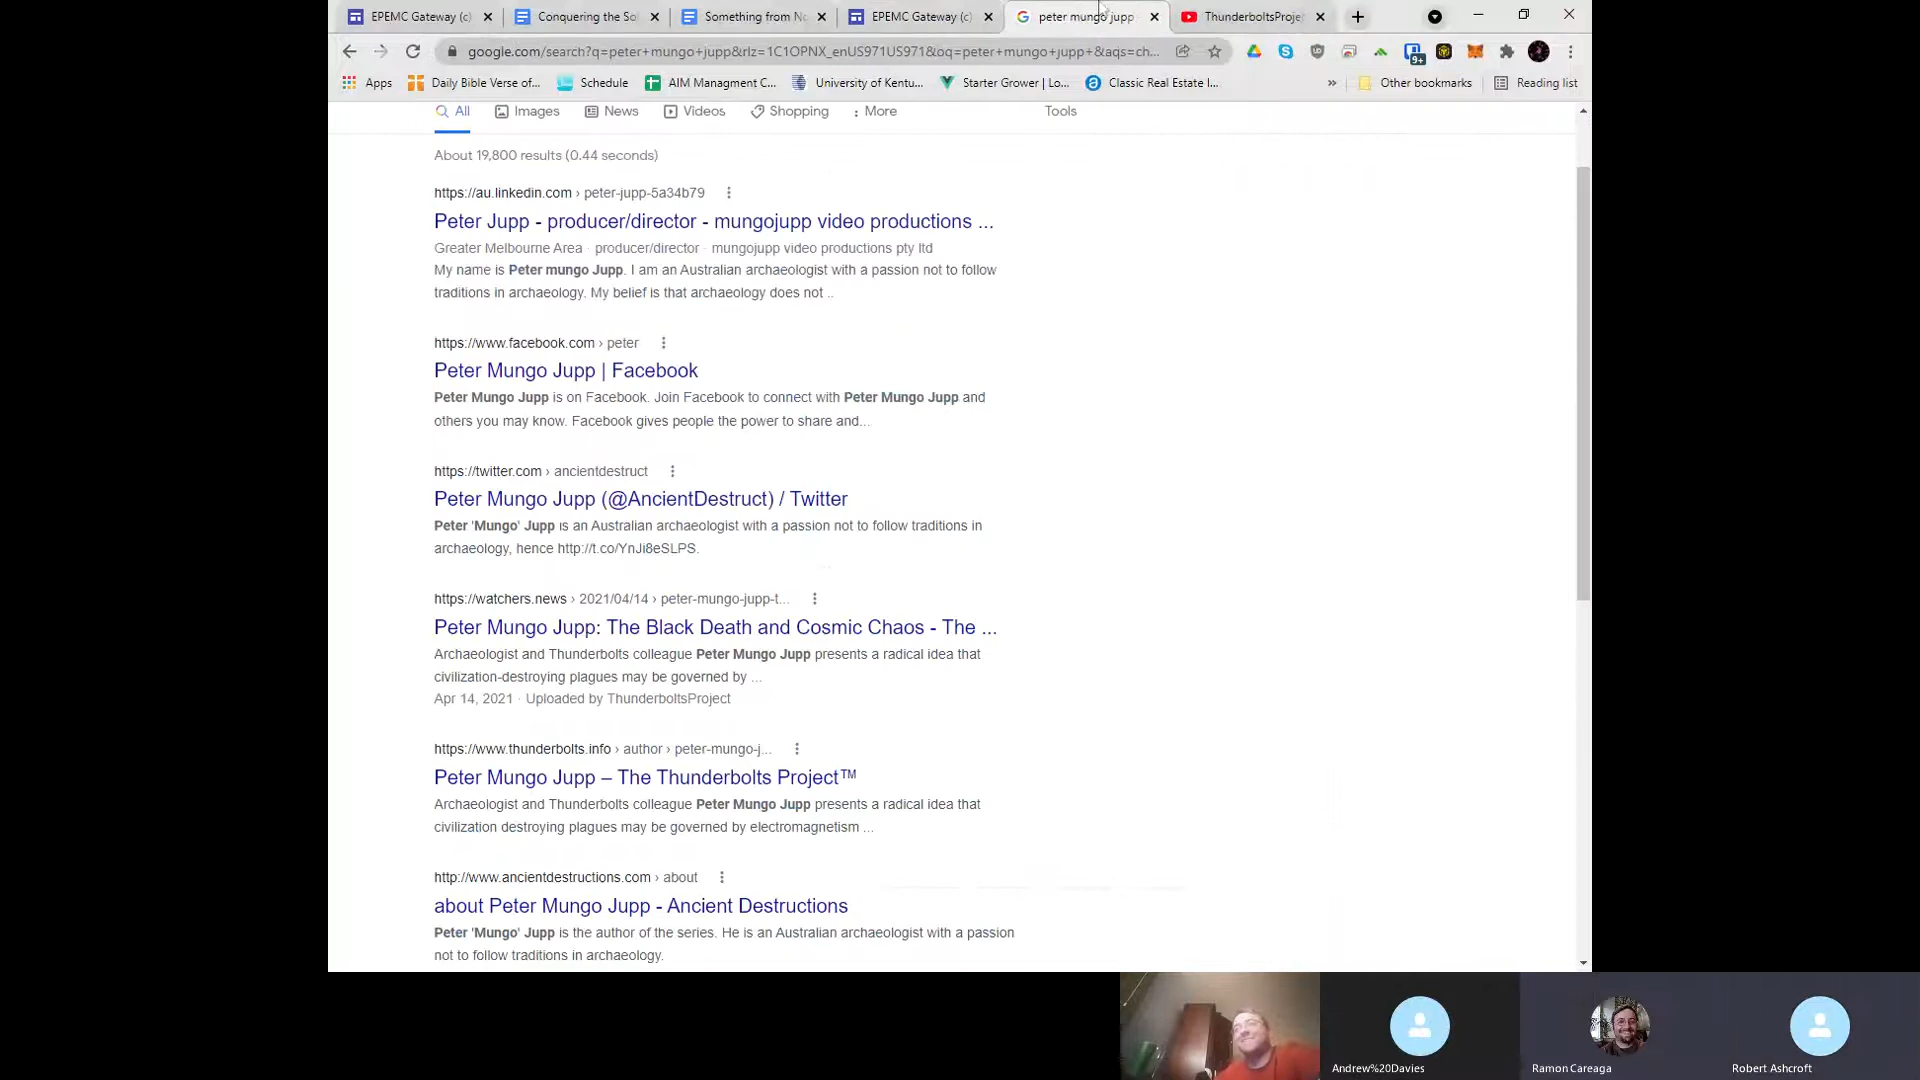 EPEMC Gateway (c)
Conquering the So
Something from No
EPEMC Gateway (c)
peter mungo jupp
ThunderboltsProje
google.com/search?q=peter+mungo+jupp&rlz=1C1OPNX_enUS971US971&oq=peter+mungo+jupp+&aqs=ch...
9+
Apps
Daily Bible Verse of...
Schedule
AIM Managment C...
University of Kentu...
Starter Grower | Lo...
Classic Real Estate I...
»
Other bookmarks
Reading list
All
Images
News
Videos
Shopping
More
Tools
About 19,800 results (0.44 seconds)
https://au.linkedin.com › peter-jupp-5a34b79
Peter Jupp - producer/director - mungojupp video productions ...
Greater Melbourne Area · producer/director · mungojupp video productions pty ltd
My name is Peter mungo Jupp. I am an Australian archaeologist with a passion not to follow
traditions in archaeology. My belief is that archaeology does not ..
https://www.facebook.com › peter
Peter Mungo Jupp | Facebook
Peter Mungo Jupp is on Facebook. Join Facebook to connect with Peter Mungo Jupp and
others you may know. Facebook gives people the power to share and...
https://twitter.com › ancientdestruct
Peter Mungo Jupp (@AncientDestruct) / Twitter
Peter 'Mungo' Jupp is an Australian archaeologist with a passion not to follow traditions in
archaeology, hence http://t.co/YnJi8eSLPS.
https://watchers.news › 2021/04/14 › peter-mungo-jupp-t...
Peter Mungo Jupp: The Black Death and Cosmic Chaos - The ...
Archaeologist and Thunderbolts colleague Peter Mungo Jupp presents a radical idea that
civilization-destroying plagues may be governed by ...
Apr 14, 2021 · Uploaded by ThunderboltsProject
https://www.thunderbolts.info › author › peter-mungo-j...
Peter Mungo Jupp – The Thunderbolts Project™
Archaeologist and Thunderbolts colleague Peter Mungo Jupp presents a radical idea that
civilization destroying plagues may be governed by electromagnetism ...
http://www.ancientdestructions.com › about
about Peter Mungo Jupp - Ancient Destructions
Peter 'Mungo' Jupp is the author of the series. He is an Australian archaeologist with a passion
not to follow traditions in archaeology.
Andrew%20Davies
Ramon Careaga
Robert Ashcroft